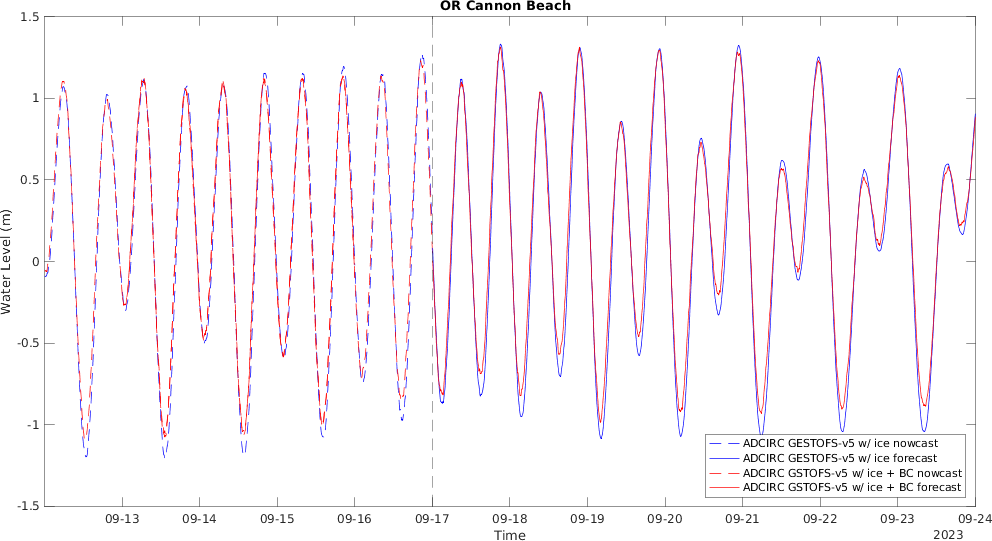 OR Cannon Beach
1.5
1
0.5
0
-0.5
-1
-1.5
Water Level (m)
ADCIRC GESTOFS-v5 w/ ice nowcast
ADCIRC GESTOFS-v5 w/ ice forecast
ADCIRC GSTOFS-v5 w/ ice + BC nowcast
ADCIRC GSTOFS-v5 w/ ice + BC forecast
09-13 09-14 09-15 09-16 09-17 09-18 09-19 09-20 09-21 09-22 09-23 09-24
Time 2023